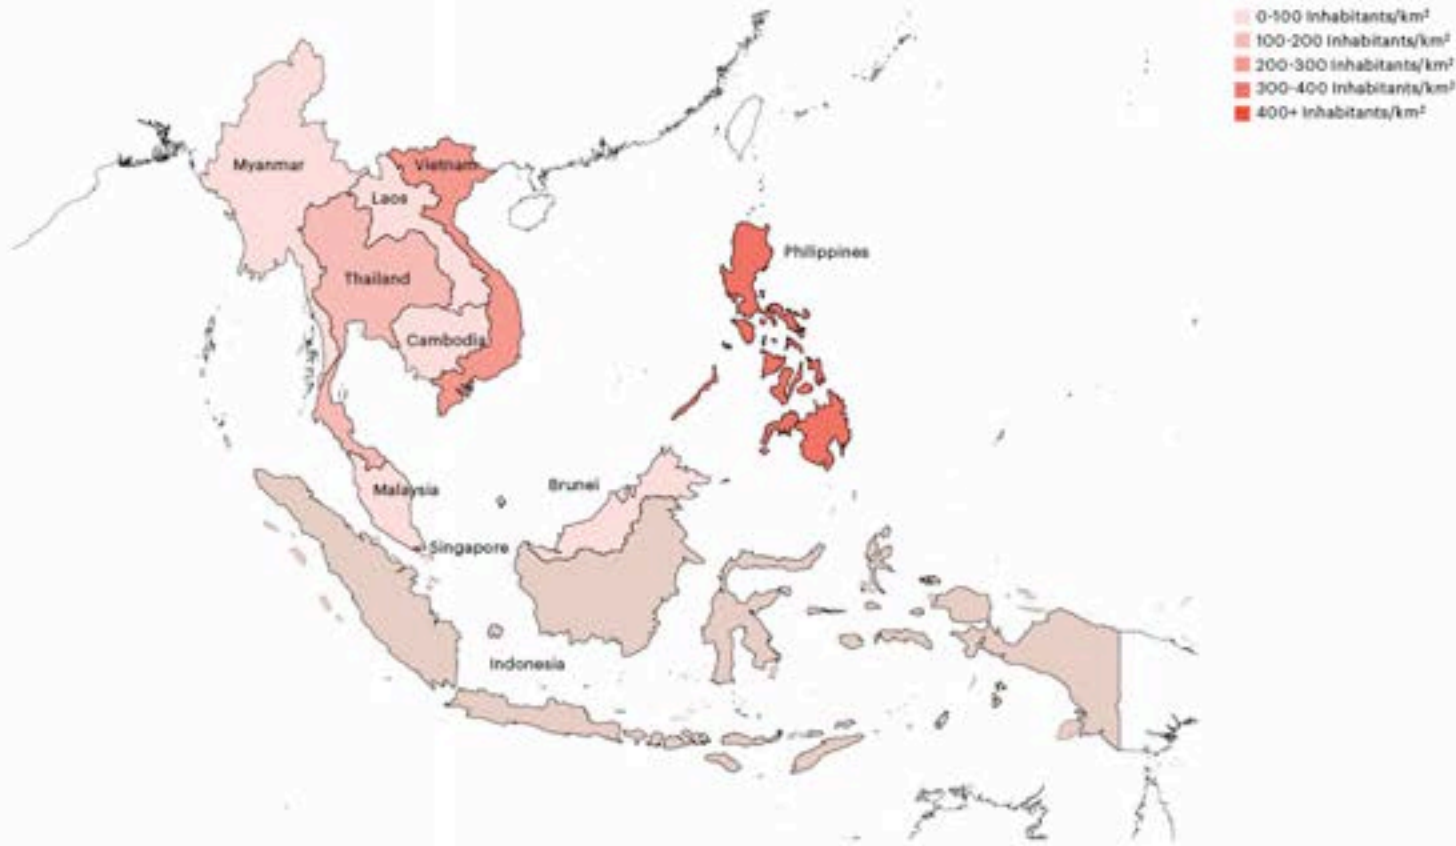 0-100 Inhabitants/km²
100-200 Inhabitants/km²
200-300 Inhabitants/km²
300-400 Inhabitants/km²
400+ Inhabitants/km²
Myanmar
Vietnam
Laos
Philippines
Thailand
Cambodia
Brunei
Malaysia
Singapore
Indonesia